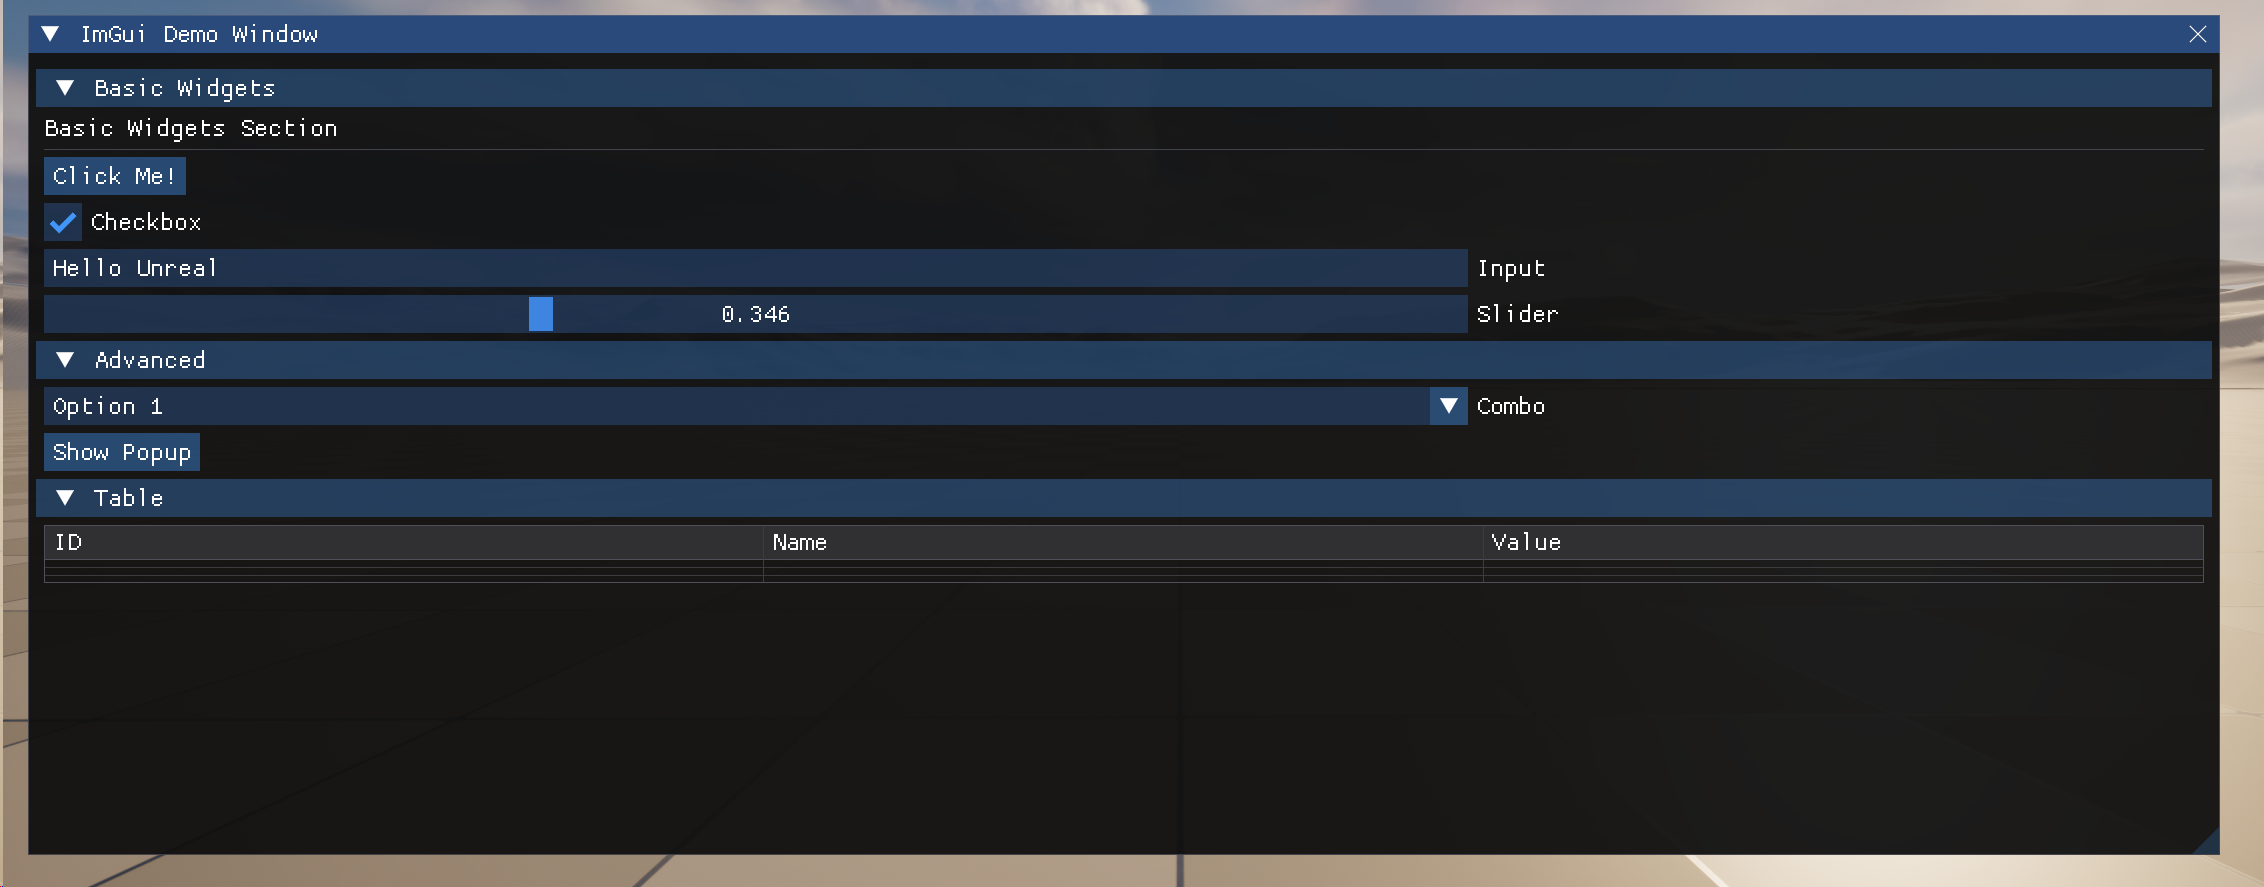 ImGui Demo Window
Basic Widgets
Basic Widgets Section
Click Me!
Checkbox
Hello Unreal Input
0.346 Slider
Advanced
Option 1 Combo
Show Popup
Table
ID Name Value